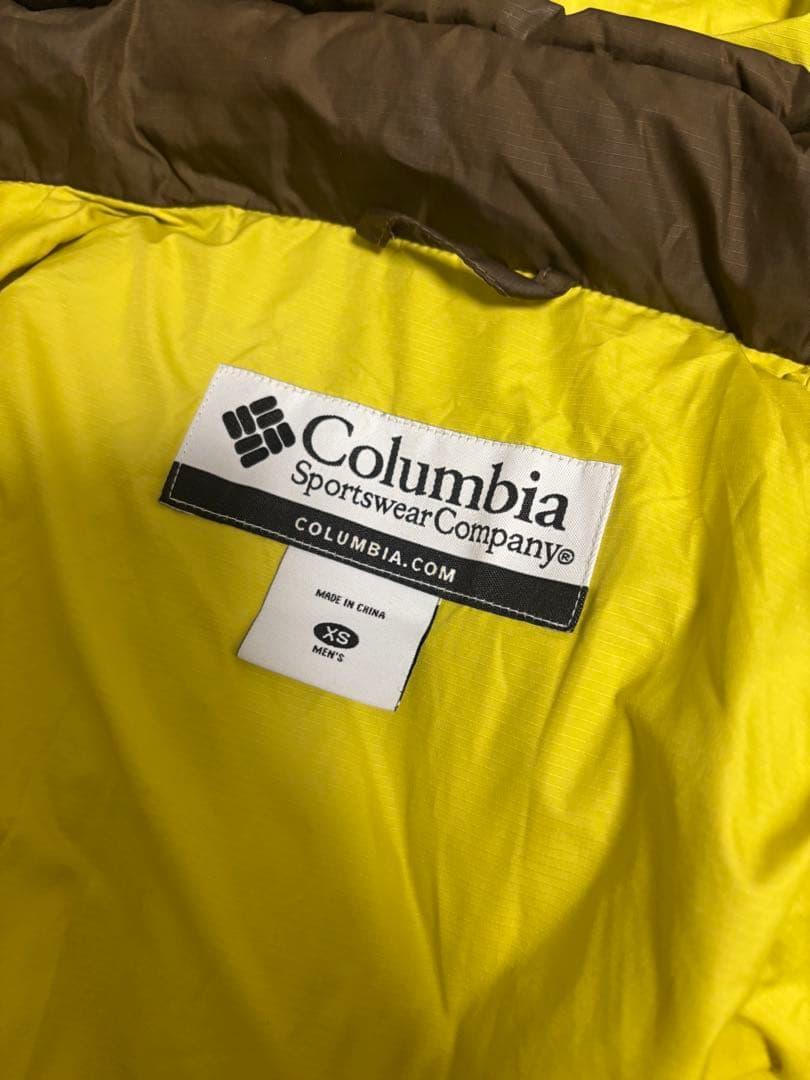 Columbia
Sportswear Company®
COLUMBIA.COM
MADE IN CHINA
XS
MEN'S